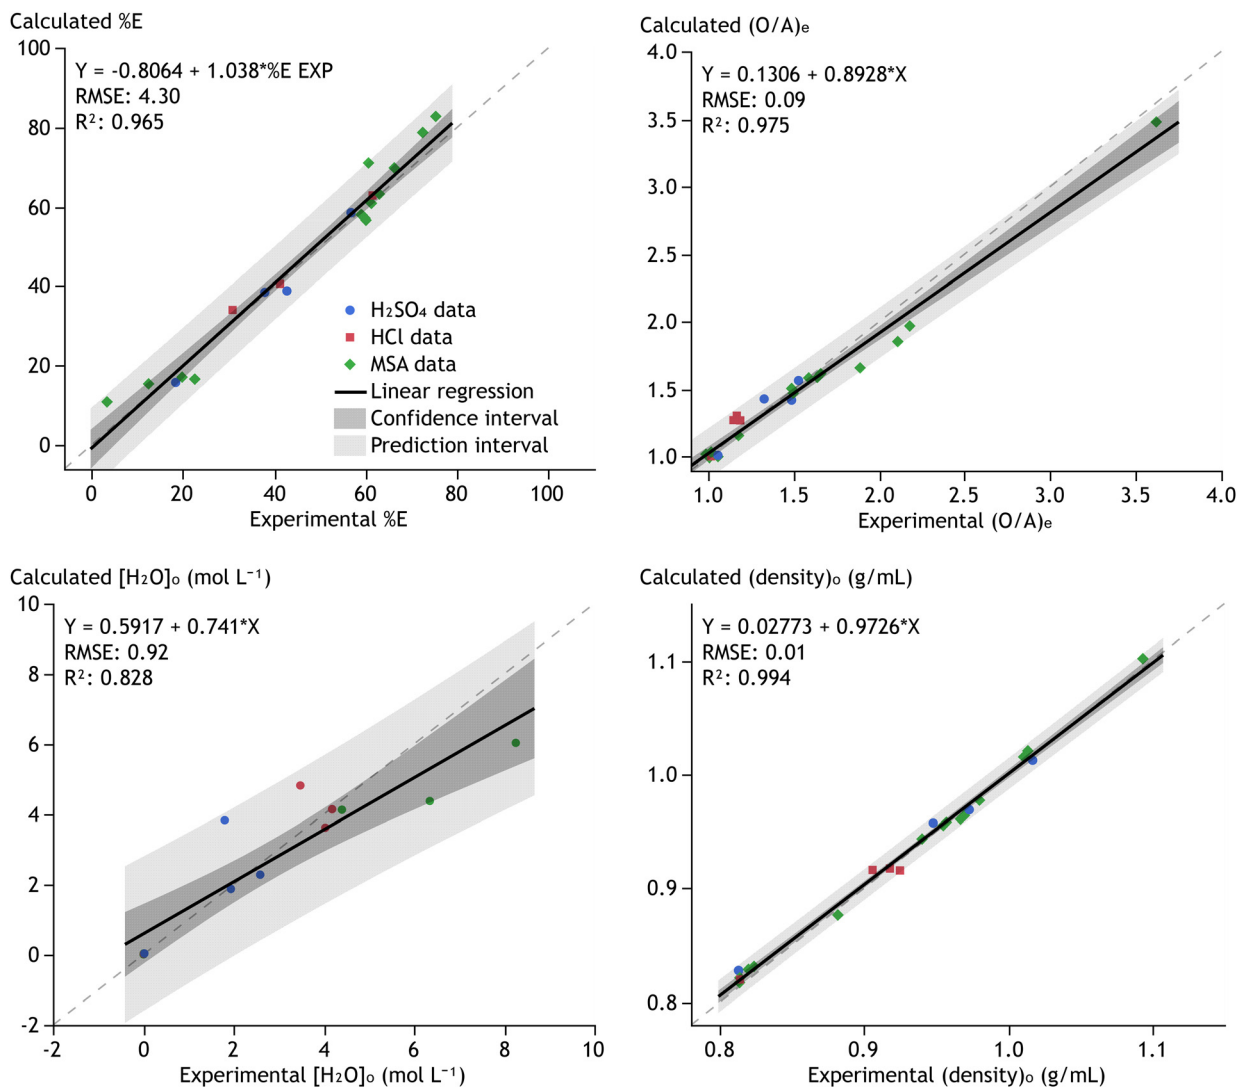 Calculated %E
100
80
60
40
20
0
Y = -0.8064 + 1.038*%E EXP
RMSE: 4.30
R²: 0.965
H₂SO₄ data
HCl data
MSA data
Linear regression
Confidence interval
Prediction interval
0 20 40 60 80 100
Experimental %E
Calculated (O/A)ₑ
4.0
3.5
3.0
2.5
2.0
1.5
1.0
Y = 0.1306 + 0.8928*X
RMSE: 0.09
R²: 0.975
1.0 1.5 2.0 2.5 3.0 3.5 4.0
Experimental (O/A)ₑ
Calculated [H₂O]ₒ (mol L⁻¹)
10
8
6
4
2
0
-2
Y = 0.5917 + 0.741*X
RMSE: 0.92
R²: 0.828
-2 0 2 4 6 8 10
Experimental [H₂O]ₒ (mol L⁻¹)
Calculated (density)ₒ (g/mL)
1.1
1.0
0.9
0.8
Y = 0.02773 + 0.9726*X
RMSE: 0.01
R²: 0.994
0.8 0.9 1.0 1.1
Experimental (density)ₒ (g/mL)